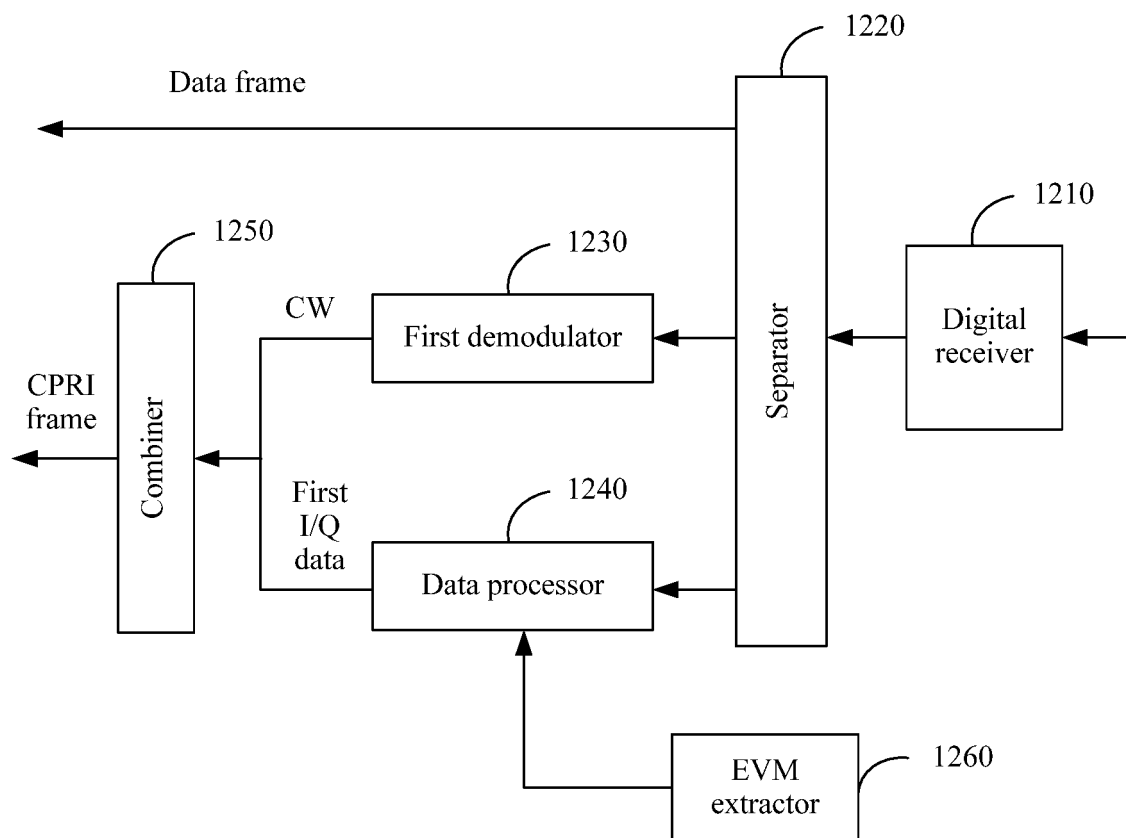 1220
Data frame
1210
1250
1230
CW
First demodulator
Digital
receiver
Separator
CPRI
frame
Combiner
1240
First
I/Q
data
Data processor
1260
EVM
extractor